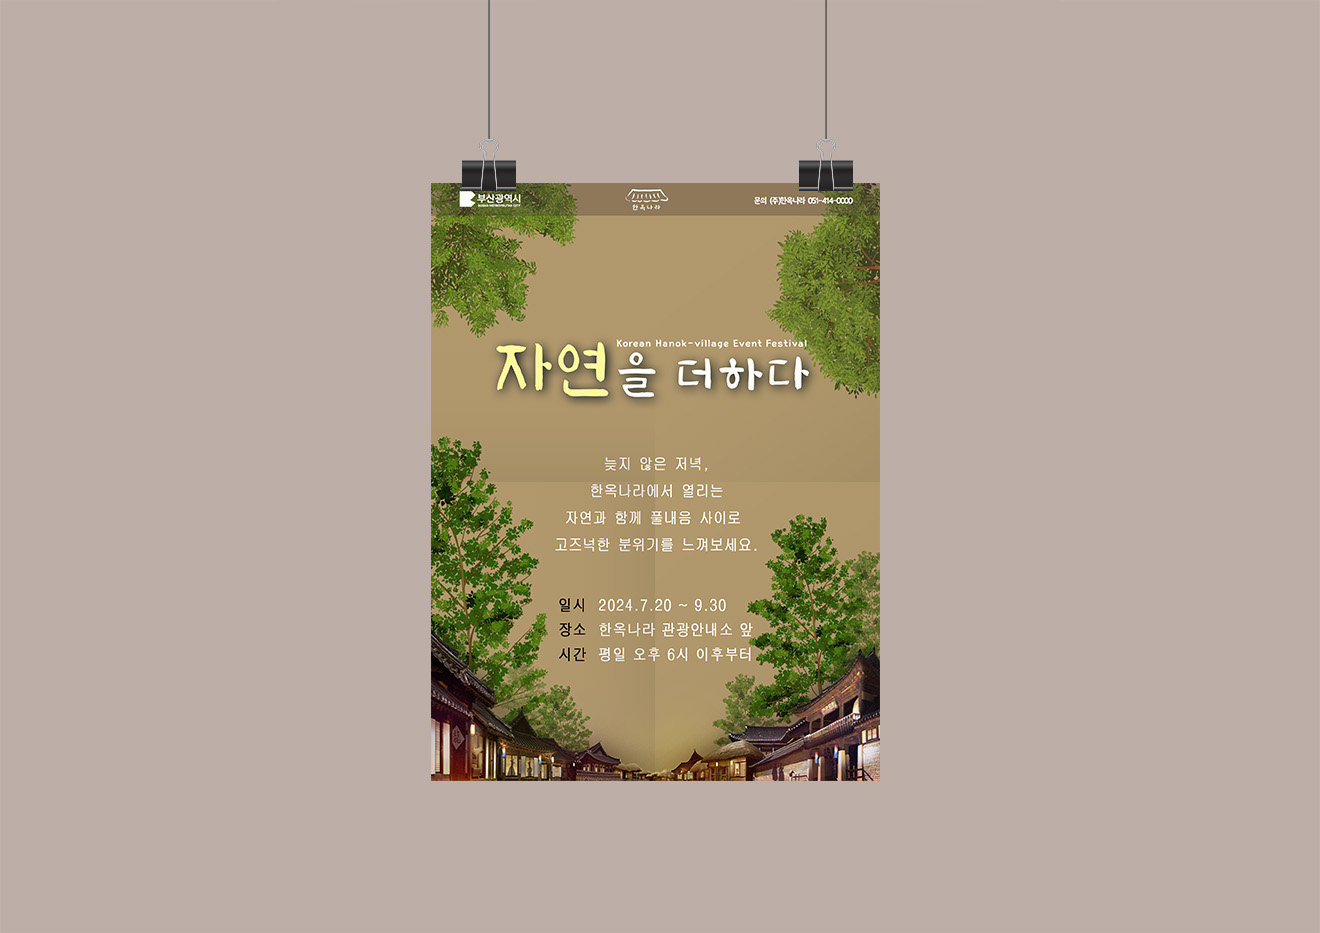 부산광역시
BUSAN METROPOLITAN CITY
한옥나라
문의 (주)한옥나라 051-414-0000
Korean Hanok-village Event Festival
자연을 더하다
늦지 않은 저녁,
한옥나라에서 열리는
자연과 함께 풀내음 사이로
고즈넉한 분위기를 느껴보세요.
일시 2024.7.20 ~ 9.30
장소 한옥나라 관광안내소 앞
시간 평일 오후 6시 이후부터